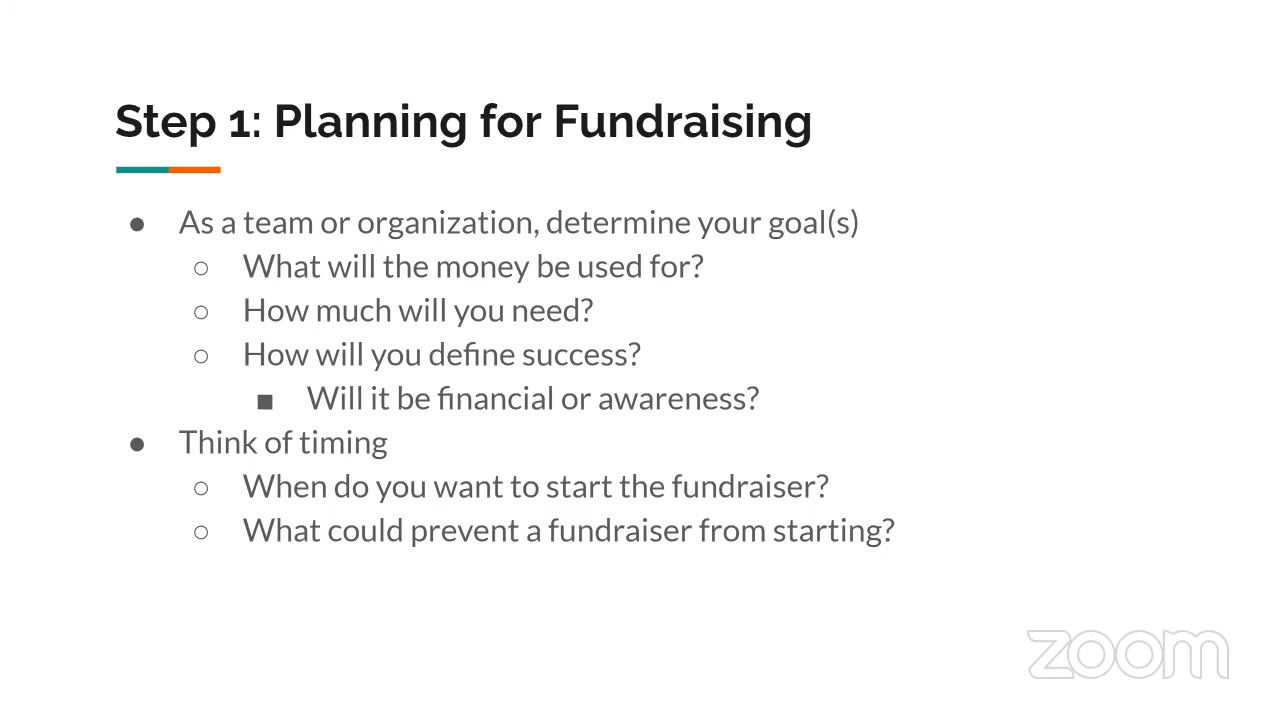 Step 1: Planning for Fundraising
● As a team or organization, determine your goal(s)
○ What will the money be used for?
○ How much will you need?
○ How will you define success?
■ Will it be financial or awareness?
● Think of timing
○ When do you want to start the fundraiser?
○ What could prevent a fundraiser from starting?
zoom